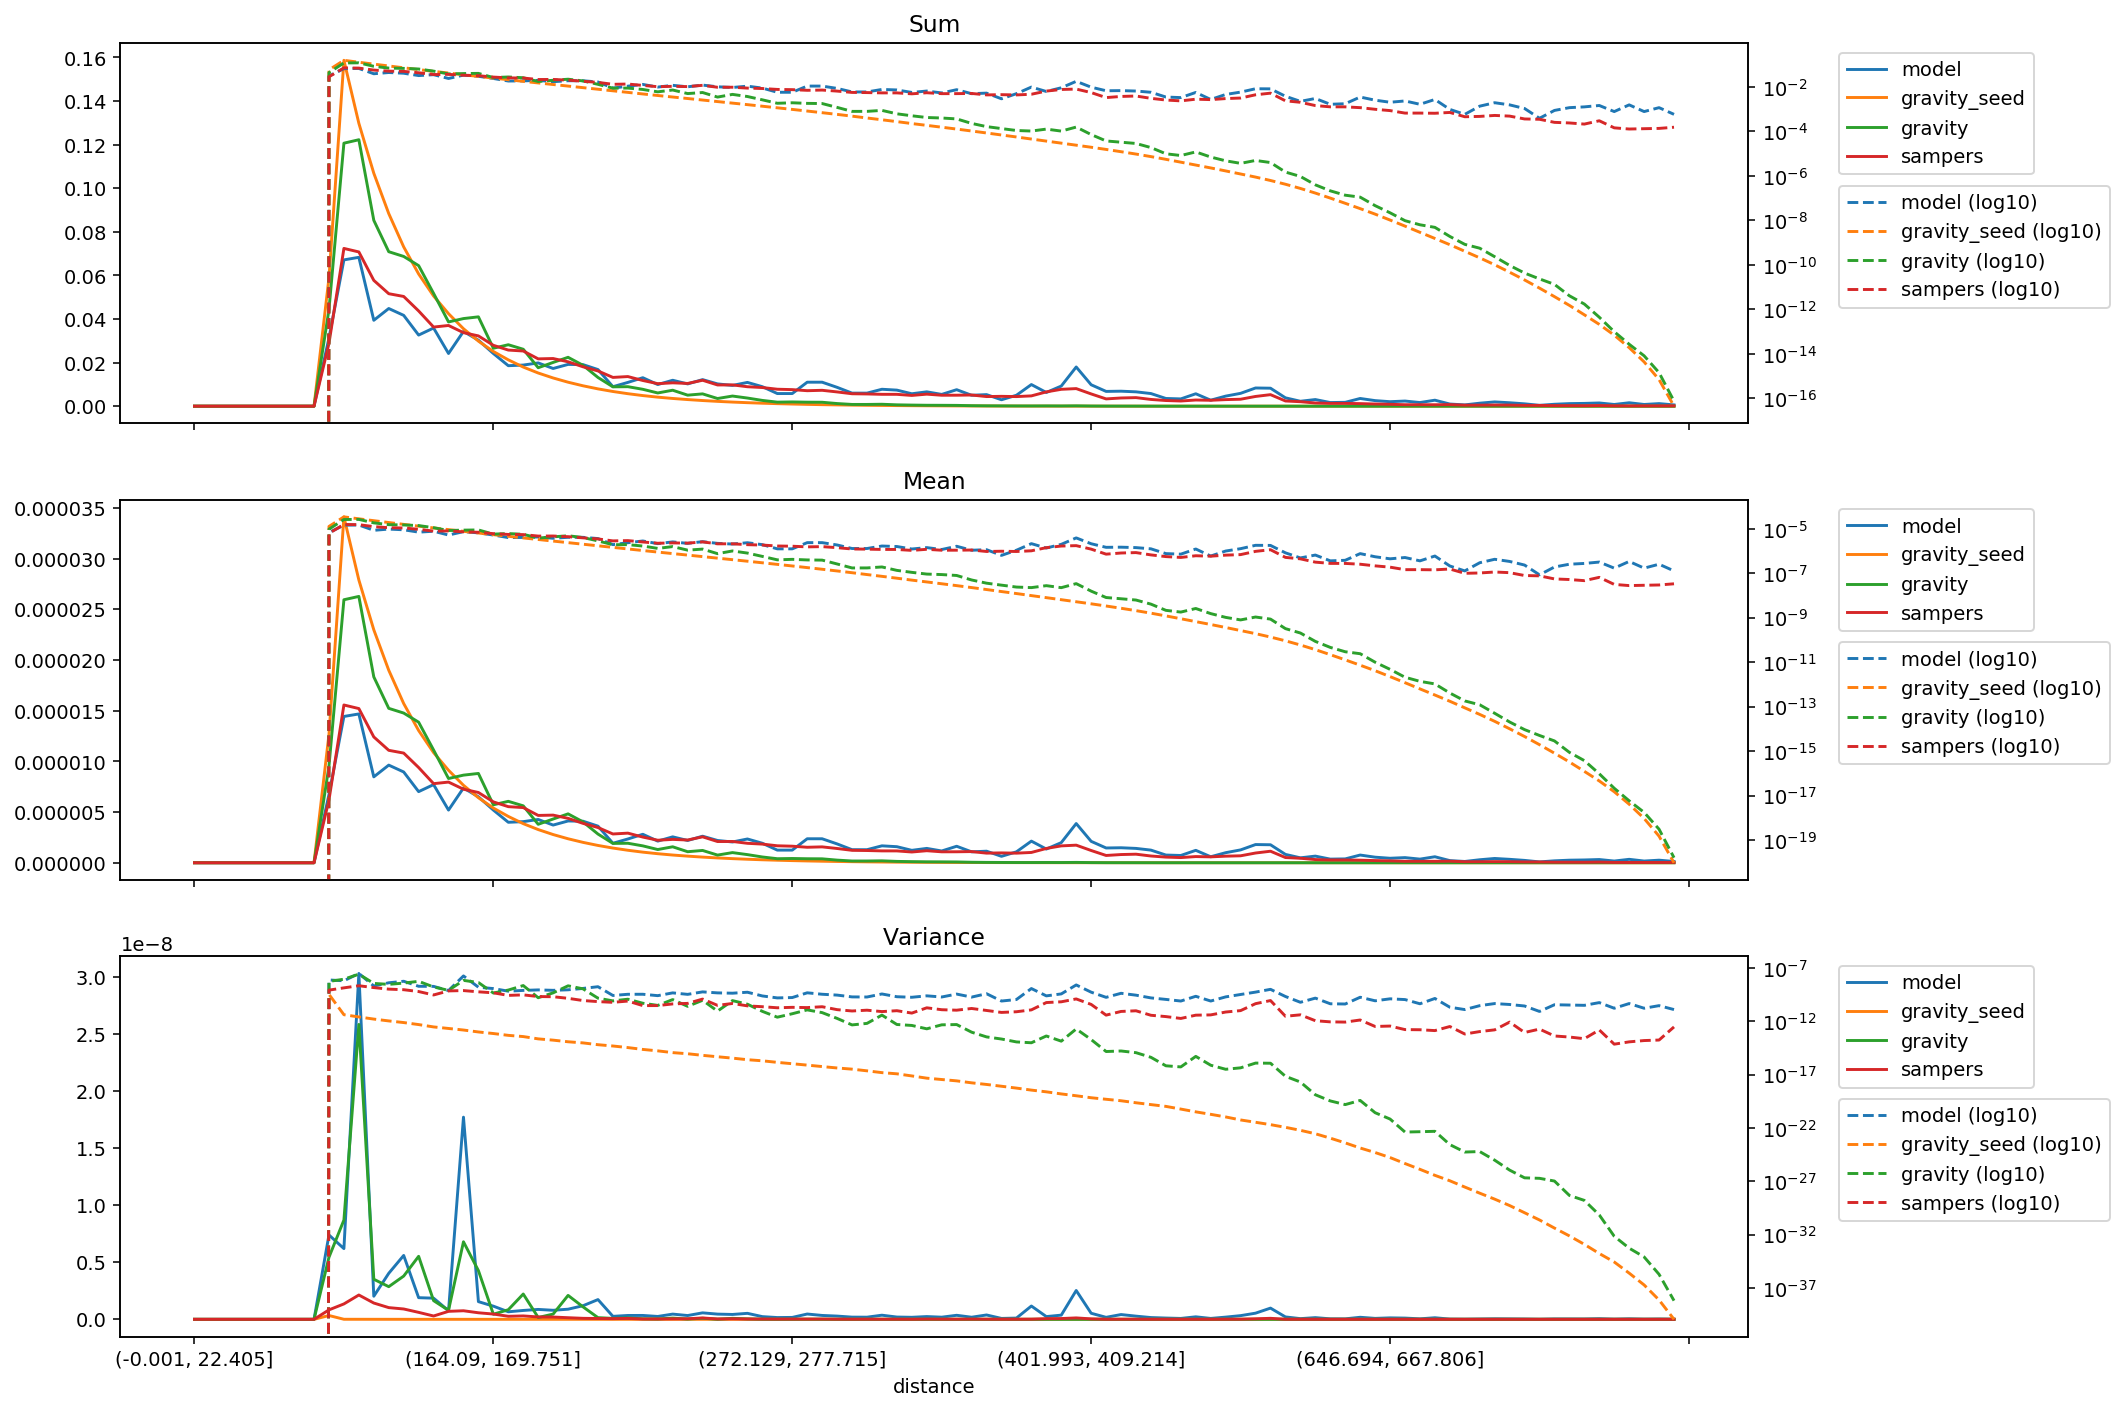 Sum
0.16
0.14
0.12
0.10
0.08
0.06
0.04
0.02
0.00
10⁻²
10⁻⁴
10⁻⁶
10⁻⁸
10⁻¹⁰
10⁻¹²
10⁻¹⁴
10⁻¹⁶
model
gravity_seed
gravity
sampers
model (log10)
gravity_seed (log10)
gravity (log10)
sampers (log10)
Mean
0.000035
0.000030
0.000025
0.000020
0.000015
0.000010
0.000005
0.000000
10⁻⁵
10⁻⁷
10⁻⁹
10⁻¹¹
10⁻¹³
10⁻¹⁵
10⁻¹⁷
10⁻¹⁹
model
gravity_seed
gravity
sampers
model (log10)
gravity_seed (log10)
gravity (log10)
sampers (log10)
Variance
1e−8
3.0
2.5
2.0
1.5
1.0
0.5
0.0
10⁻⁷
10⁻¹²
10⁻¹⁷
10⁻²²
10⁻²⁷
10⁻³²
10⁻³⁷
model
gravity_seed
gravity
sampers
model (log10)
gravity_seed (log10)
gravity (log10)
sampers (log10)
(-0.001, 22.405] (164.09, 169.751] (272.129, 277.715] (401.993, 409.214] (646.694, 667.806]
distance